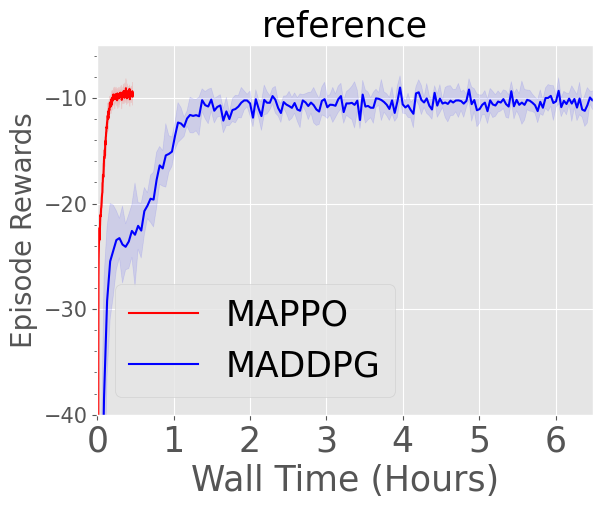 reference
Episode Rewards
−10
−20
−30
−40
MAPPO
MADDPG
0 1 2 3 4 5 6
Wall Time (Hours)